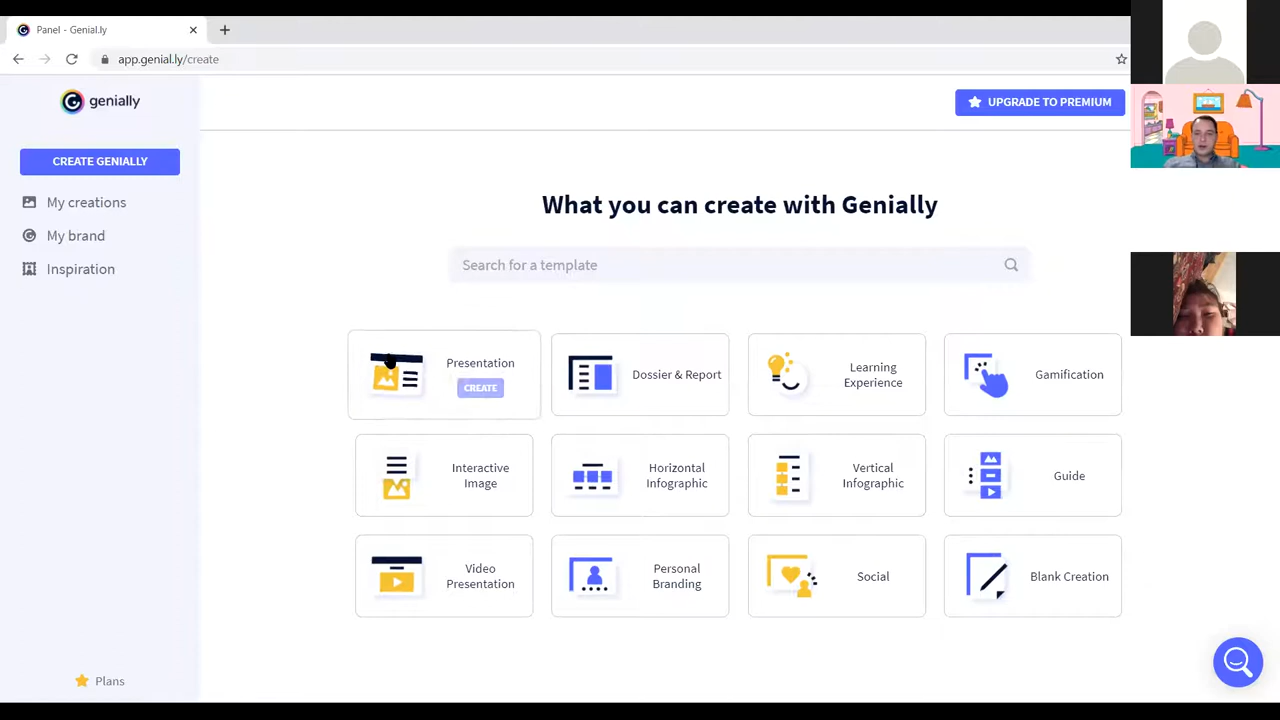 Panel - Genial.ly
app.genial.ly/create
genially
UPGRADE TO PREMIUM
CREATE GENIALLY
My creations
My brand
Inspiration
Plans
What you can create with Genially
Search for a template
Presentation
CREATE
Dossier & Report
Learning
Experience
Gamification
Interactive
Image
Horizontal
Infographic
Vertical
Infographic
Guide
Video
Presentation
Personal
Branding
Social
Blank Creation